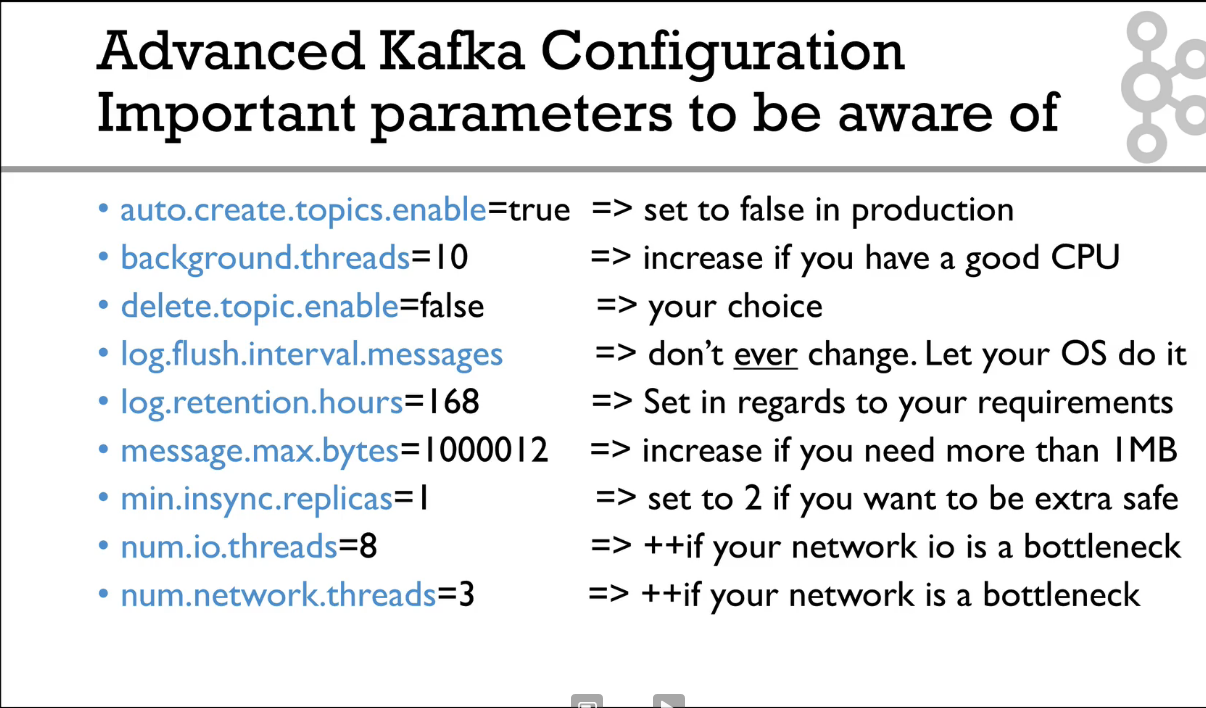 Advanced Kafka Configuration
Important parameters to be aware of
• auto.create.topics.enable=true => set to false in production
• background.threads=10 => increase if you have a good CPU
• delete.topic.enable=false => your choice
• log.flush.interval.messages => don't ever change. Let your OS do it
• log.retention.hours=168 => Set in regards to your requirements
• message.max.bytes=1000012 => increase if you need more than 1MB
• min.insync.replicas=1 => set to 2 if you want to be extra safe
• num.io.threads=8 => ++if your network io is a bottleneck
• num.network.threads=3 => ++if your network is a bottleneck